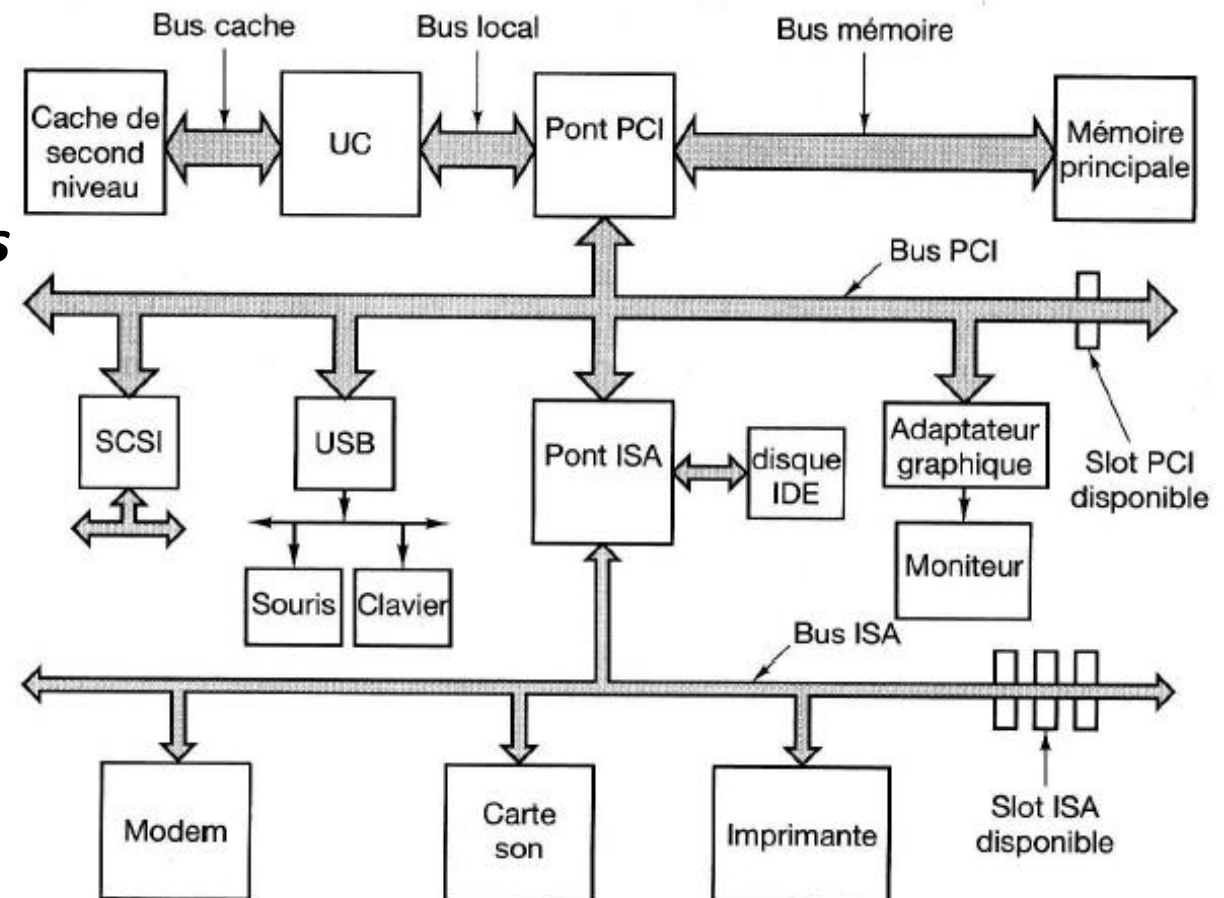 Bus cache
Bus local
Bus mémoire
Cache de
second
niveau
UC
Pont PCI
Mémoire
principale
s
Bus PCI
SCSI
USB
Pont ISA
disque
IDE
Adaptateur
graphique
Slot PCI
disponible
Souris
Clavier
Moniteur
Bus ISA
Modem
Carte
son
Imprimante
Slot ISA
disponible